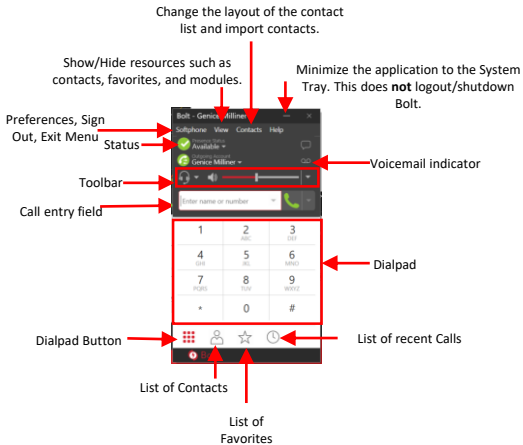 Change the layout of the contact
list and import contacts.
Show/Hide resources such as
contacts, favorites, and modules.
Minimize the application to the System
Tray. This does not logout/shutdown
Bolt.
Bolt - Genice Milliner
Preferences, Sign
Out, Exit Menu
Softphone View Contacts Help
Status
Presence Status
Available
Outgoing Account
Genice Milliner
Voicemail indicator
Toolbar
Call entry field
Enter name or number
1 2 3
ABC DEF
4 5 6
GHI JKL MNO
Dialpad
7 8 9
PQRS TUV WXYZ
* 0 #
Dialpad Button
List of recent Calls
List of Contacts
List of
Favorites